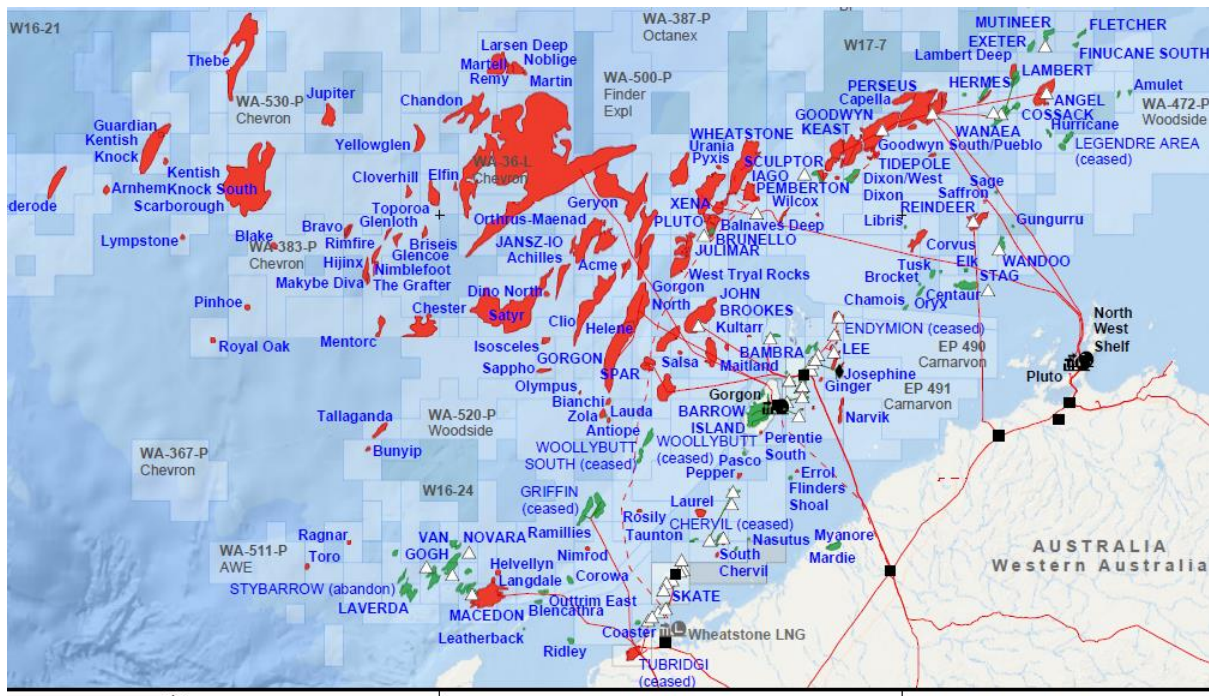 W16-21
WA-387-P
Octanex
MUTINEER
FLETCHER
EXETER
FINUCANE SOUTH
W17-7
Lambert Deep
Thebe
Larsen Deep
Martell
Noblige
Remy
Martin
WA-500-P
Finder
Expl
PERSEUS
HERMES
LAMBERT
Amulet
WA-530-P
Chevron
Jupiter
Chandon
Capella
ANGEL
WA-472-P
Woodside
Guardian
Kentish
Knock
Yellowglen
WHEATSTONE
GOODWYN
KEAST
WANAEA
COSSACK
Hurricane
Urania
Pyxis
Goodwyn
South/Pueblo
LEGENDRE AREA
(ceased)
Kentish
Knock South
WA-36-L
Chevron
SCULPTOR
IAGO
TIDEPOLE
Dixon/West
Dixon
Sage
Saffron
Arnhem
Scarborough
Cloverhill
Elfin
PEMBERTON
Wilcox
Toporoa
Geryon
XENA
Libris
REINDEER
Gungurru
Lympstone
Blake
Bravo
Glenloth
Orthrus-Maenad
PLUTO
Balnaves Deep
WA-383-P
Chevron
Rimfire
Briseis
JANSZ-IO
BRUNELLO
Corvus
Hijinx
Glencoe
Achilles
JULIMAR
Elk
WANDOO
Nimblefoot
Acme
Tusk
STAG
Makybe Diva
The Grafter
West Tryal Rocks
Brocket
Centaur
Pinhoe
Chester
Dino North
Gorgon
North
JOHN
BROOKES
Chamois
Oryx
Satyr
Clio
Helene
Kultarr
ENDYMION (ceased)
North
West
Shelf
Royal Oak
Mentorc
Isosceles
BAMBRA
LEE
EP 490
Carnarvon
GORGON
Salsa
Maitland
Josephine
Sappho
SPAR
Ginger
EP 491
Carnarvon
Pluto
Olympus
Gorgon
Tallaganda
WA-520-P
Woodside
Bianchi
Zola
Lauda
BARROW
ISLAND
Narvik
Antiope
WA-367-P
Chevron
Bunyip
WOOLLYBUTT
SOUTH (ceased)
WOOLLYBUTT
(ceased)
Perentie
South
Pasco
Pepper
Errol
W16-24
GRIFFIN
(ceased)
Flinders
Shoal
Laurel
Rosily
Ragnar
VAN
GOGH
NOVARA
Ramillies
Taunton
CHERVIL (ceased)
Nasutus
Myanore
Mardie
AUSTRALIA
Western Australia
WA-511-P
AWE
Toro
Nimrod
South
Chervil
Helvellyn
STYBARROW (abandon)
Langdale
Corowa
LAVERDA
Outtrim East
SKATE
MACEDON
Blencathra
Leatherback
Coaster
Wheatstone LNG
Ridley
TUBRIDGI
(ceased)